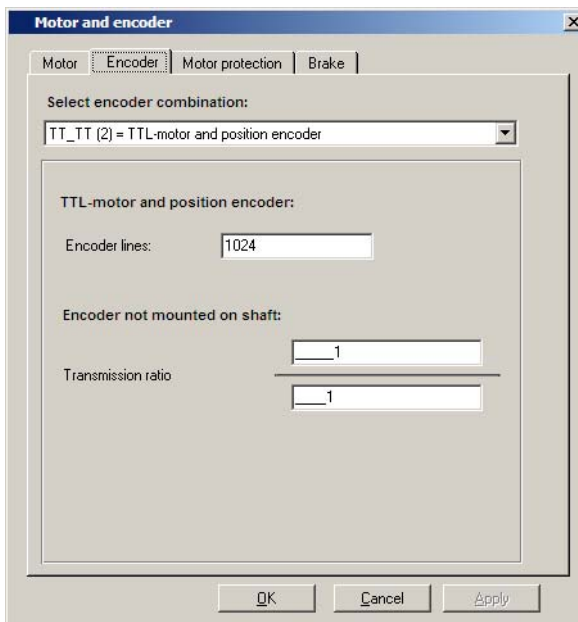 Motor and encoder
Motor Encoder Motor protection Brake
Select encoder combination:
TT_TT (2) = TTL-motor and position encoder
TTL-motor and position encoder:
Encoder lines: 1024
Encoder not mounted on shaft:
_____1
Transmission ratio
____1
OK Cancel Apply